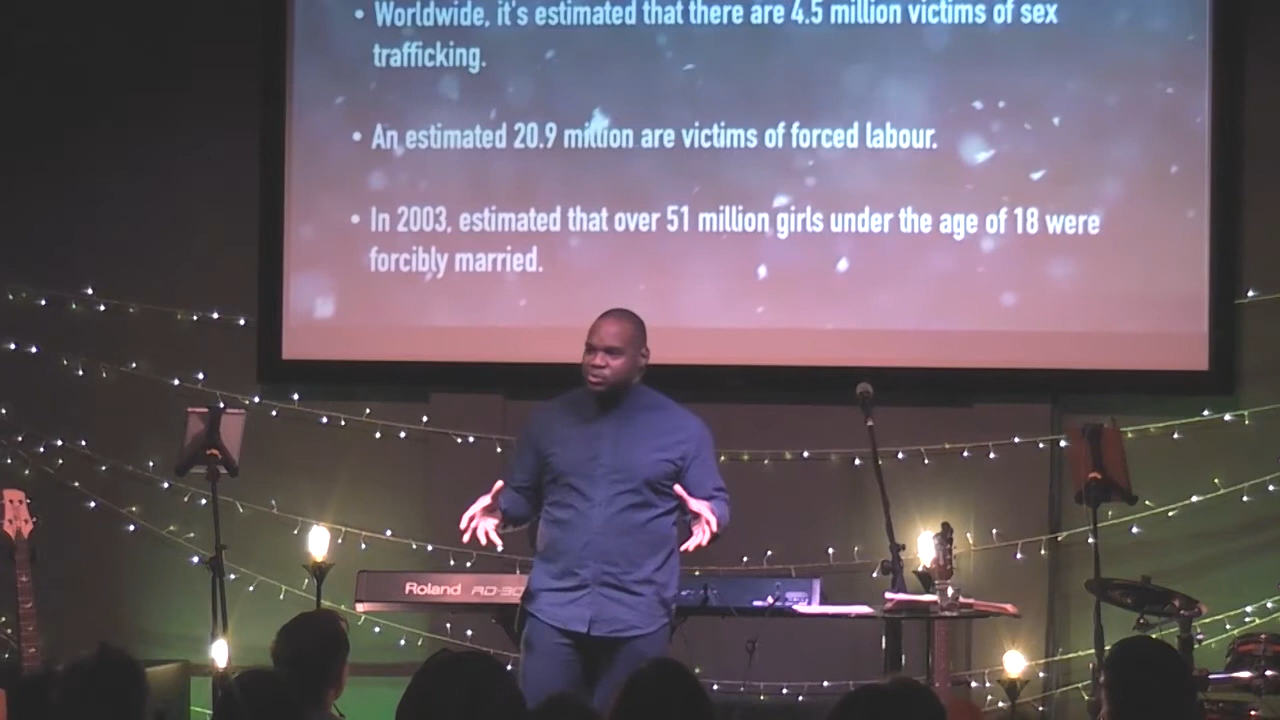 • Worldwide, it's estimated that there are 4.5 million victims of sex
trafficking.
• An estimated 20.9 million are victims of forced labour.
• In 2003, estimated that over 51 million girls under the age of 18 were
forcibly married.
Roland RD-30